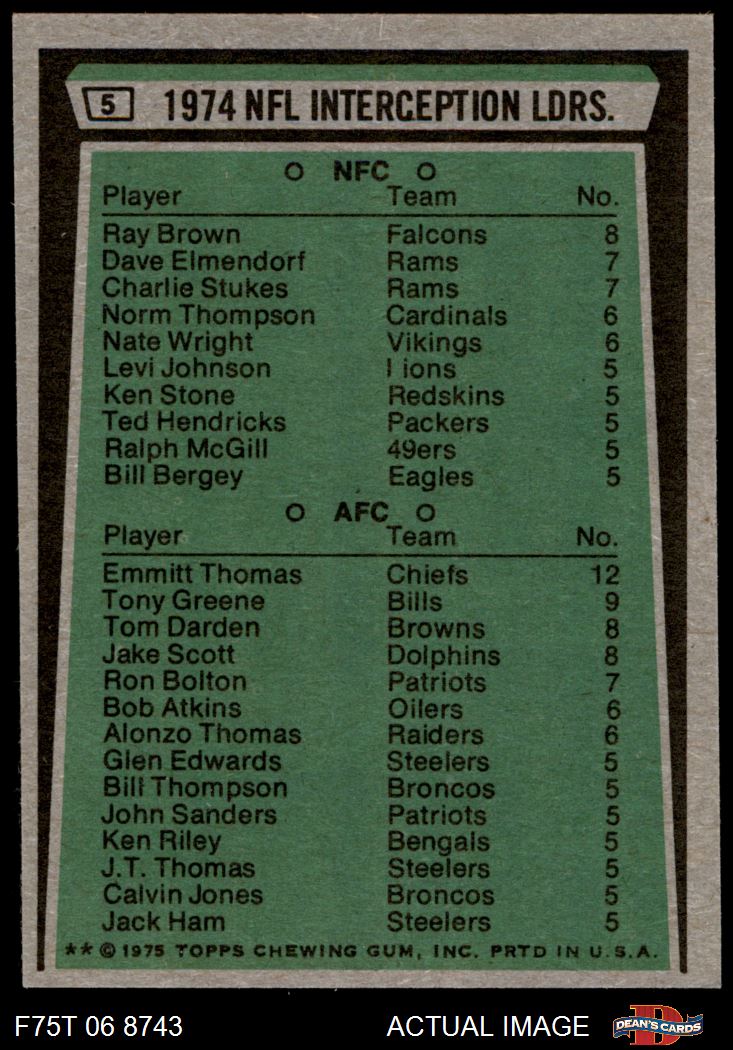 5 1974 NFL INTERCEPTION LDRS.
O NFC O
Player Team No.
Ray Brown Falcons 8
Dave Elmendorf Rams 7
Charlie Stukes Rams 7
Norm Thompson Cardinals 6
Nate Wright Vikings 6
Levi Johnson Lions 5
Ken Stone Redskins 5
Ted Hendricks Packers 5
Ralph McGill 49ers 5
Bill Bergey Eagles 5
O AFC O
Player Team No.
Emmitt Thomas Chiefs 12
Tony Greene Bills 9
Tom Darden Browns 8
Jake Scott Dolphins 8
Ron Bolton Patriots 7
Bob Atkins Oilers 6
Alonzo Thomas Raiders 6
Glen Edwards Steelers 5
Bill Thompson Broncos 5
John Sanders Patriots 5
Ken Riley Bengals 5
J.T. Thomas Steelers 5
Calvin Jones Broncos 5
Jack Ham Steelers 5
** © 1975 TOPPS CHEWING GUM, INC. PRTD IN U.S.A.
F75T 06 8743 ACTUAL IMAGE D DEAN'S CARDS